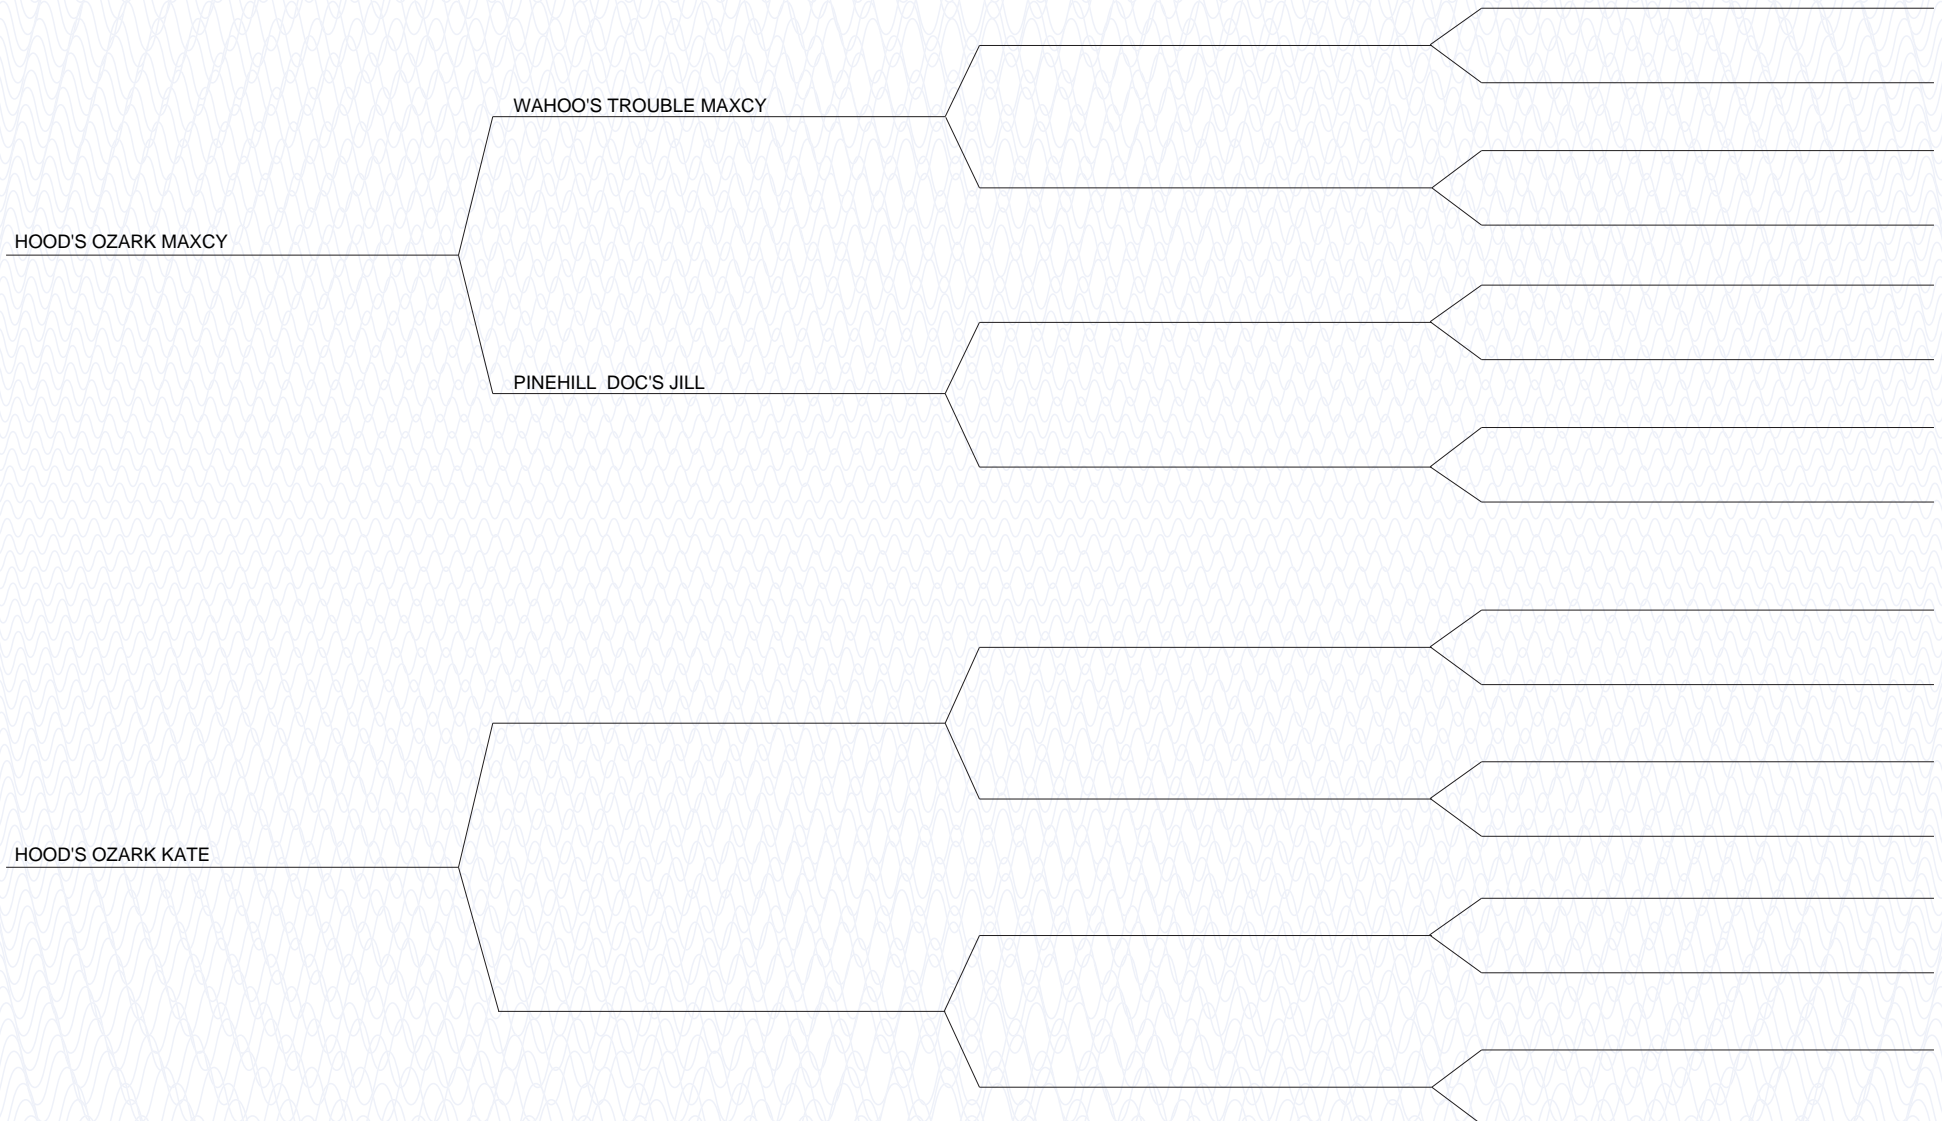 WAHOO'S TROUBLE MAXCY
HOOD'S OZARK MAXCY
PINEHILL  DOC'S JILL
HOOD'S OZARK KATE